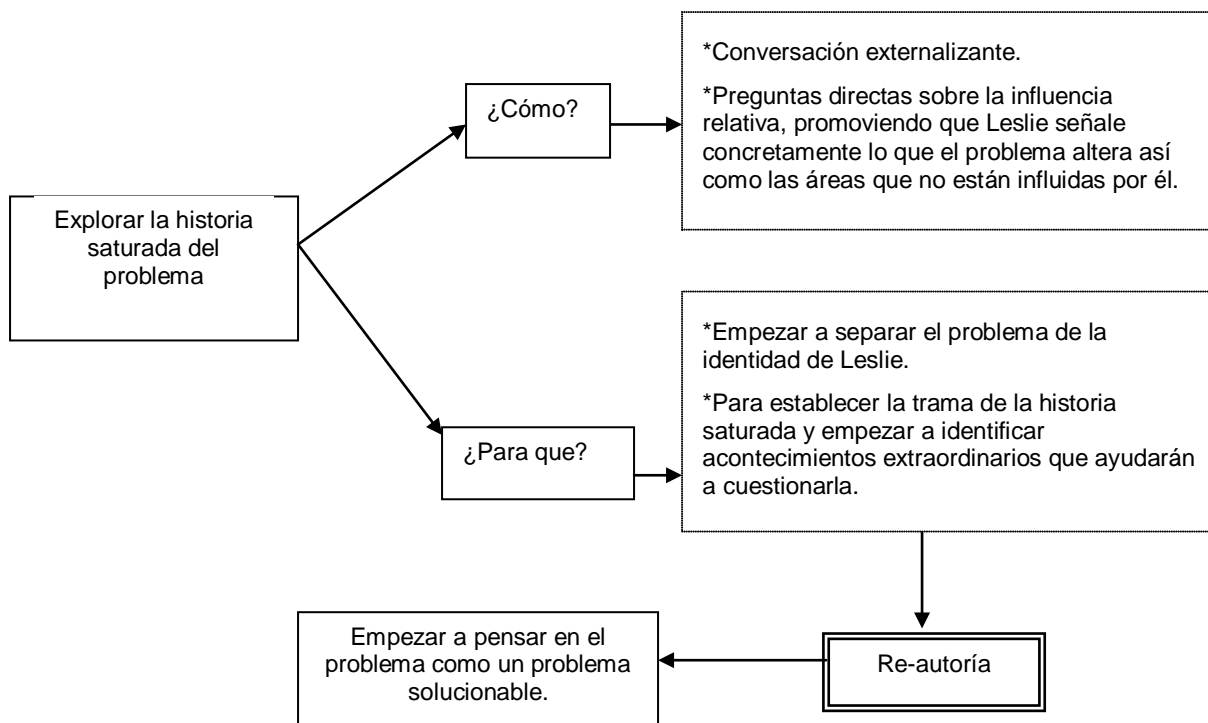 *Conversación externalizante.
*Preguntas directas sobre la influencia
relativa, promoviendo que Leslie señale
concretamente lo que el problema altera así
como las áreas que no están influidas por él.
¿Cómo?
Explorar la historia
saturada del
problema
*Empezar a separar el problema de la
identidad de Leslie.
*Para establecer la trama de la historia
saturada y empezar a identificar
acontecimientos extraordinarios que ayudarán
a cuestionarla.
¿Para que?
Empezar a pensar en el
problema como un problema
solucionable.
Re-autoría